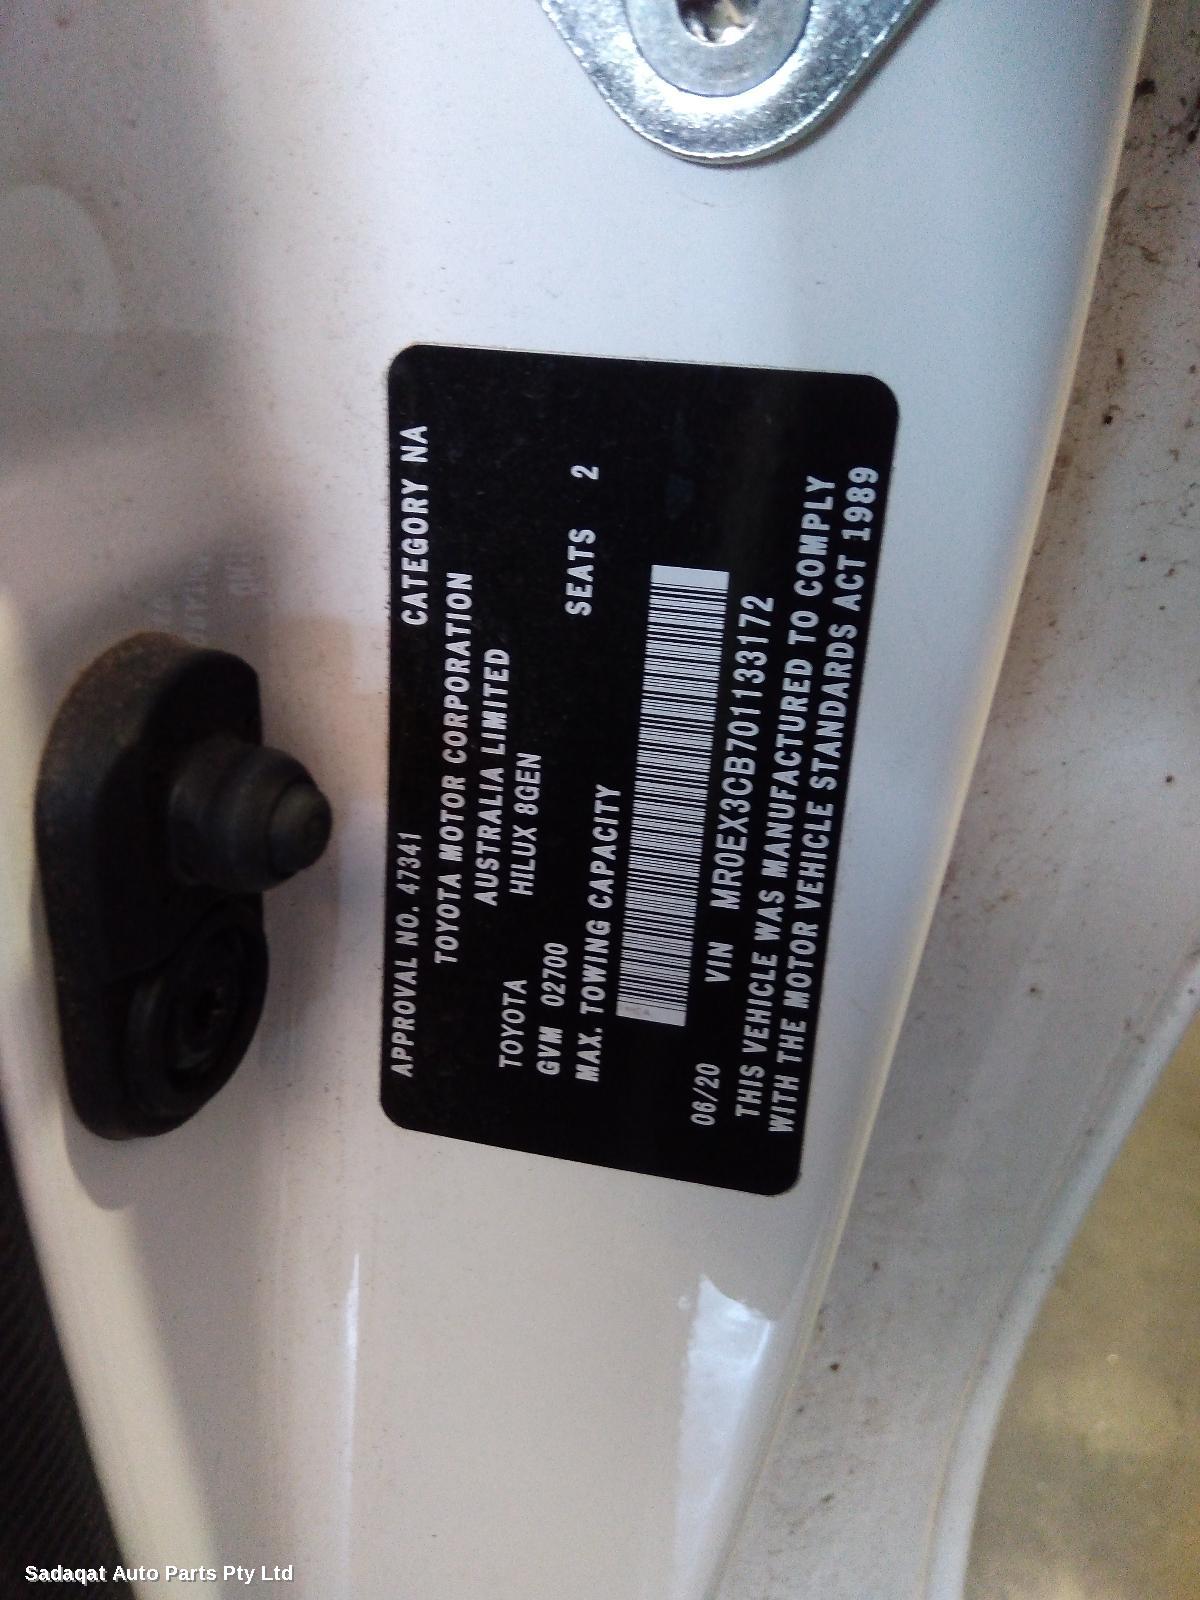 APPROVAL NO. 47341 CATEGORY NA
TOYOTA MOTOR CORPORATION
AUSTRALIA LIMITED
TOYOTA HILUX 8GEN
GVM 02700 SEATS 2
MAX. TOWING CAPACITY
06/20 VIN MR0EX3CB701133172
THIS VEHICLE WAS MANUFACTURED TO COMPLY
WITH THE MOTOR VEHICLE STANDARDS ACT 1989
Sadaqat Auto Parts Pty Ltd